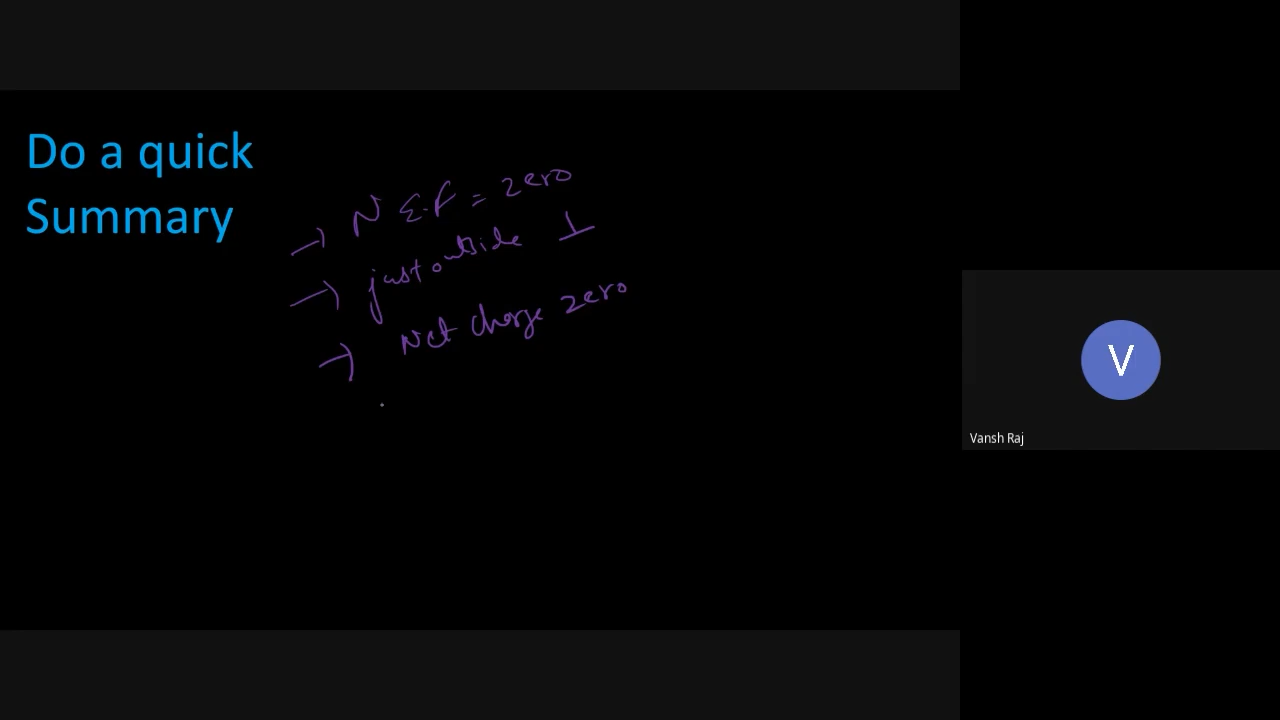 Do a quick
Summary
→ N E.F = zero
→ just outside ⊥
→ Net charge zero
V
Vansh Raj